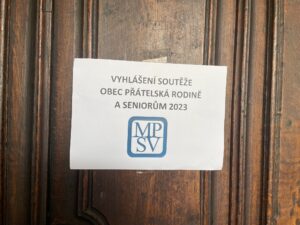 VYHLÁŠENÍ SOUTĚŽE
OBEC PŘÁTELSKÁ RODINĚ
A SENIORŮM 2023
MP
SV